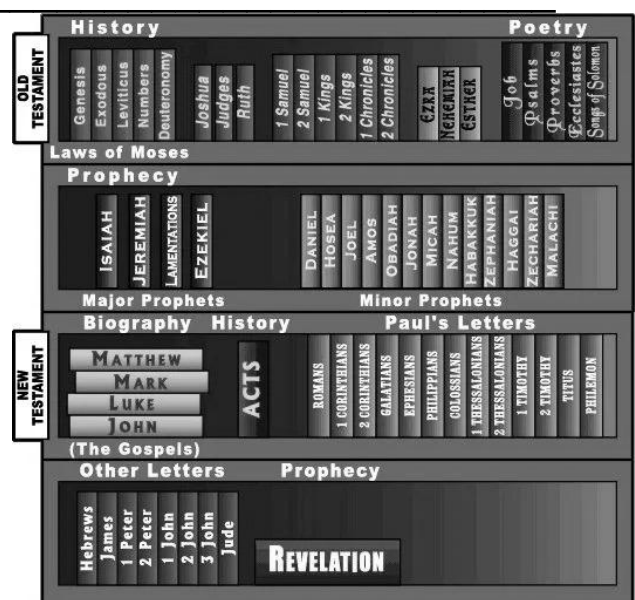 History
Poetry
OLD
TESTAMENT
Genesis
Exodous
Leviticus
Numbers
Deuteronomy
Joshua
Judges
Ruth
1 Samuel
2 Samuel
1 Kings
2 Kings
1 Chronicles
2 Chronicles
EZRA
NEHEMIAH
ESTHER
Job
Psalms
Proverbs
Ecclesiastes
Songs of Solomon
Laws of Moses
Prophecy
ISAIAH
JEREMIAH
LAMENTATIONS
EZEKIEL
DANIEL
HOSEA
JOEL
AMOS
OBADIAH
JONAH
MICAH
NAHUM
HABAKKUK
ZEPHANIAH
HAGGAI
ZECHARIAH
MALACHI
Major Prophets
Minor Prophets
NEW
TESTAMENT
Biography
History
Paul's Letters
MATTHEW
MARK
LUKE
JOHN
ACTS
ROMANS
1 CORINTHIANS
2 CORINTHIANS
GALATIANS
EPHESIANS
PHILIPPIANS
COLOSSIANS
1 THESSALONIANS
2 THESSALONIANS
1 TIMOTHY
2 TIMOTHY
TITUS
PHILEMON
(The Gospels)
Other Letters
Prophecy
Hebrews
James
1 Peter
2 Peter
1 John
2 John
3 John
Jude
REVELATION